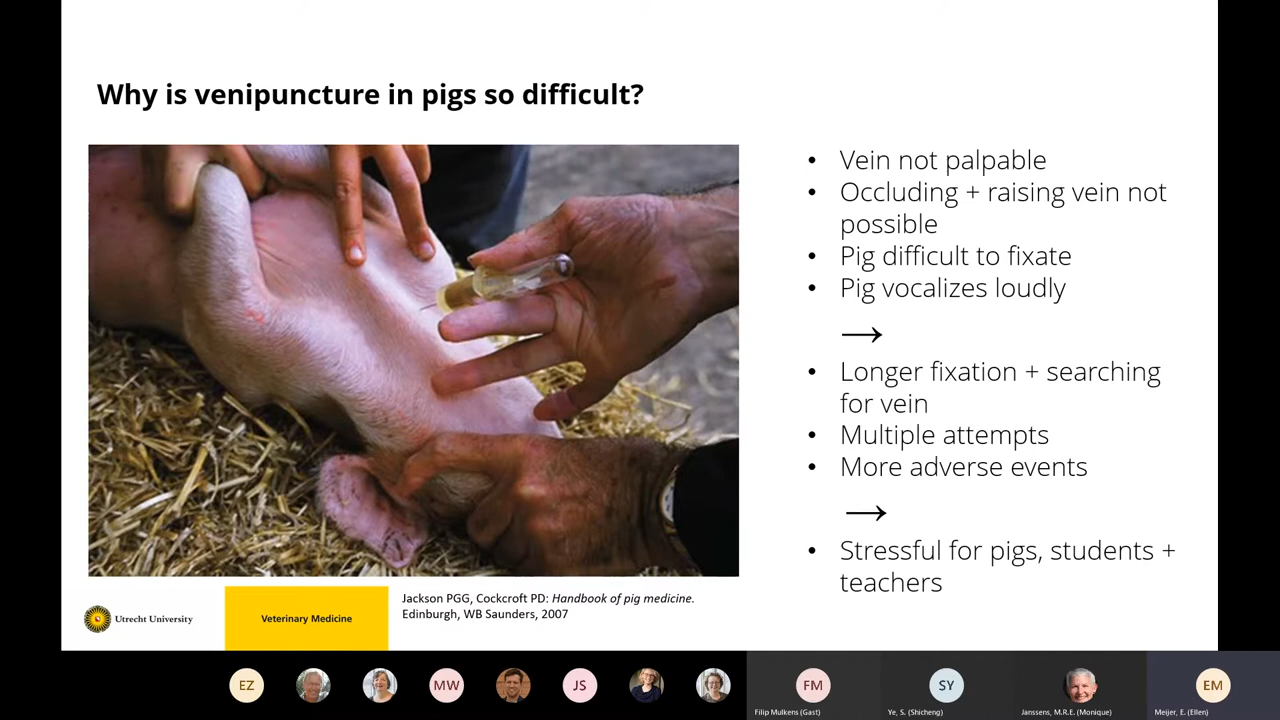 Why is venipuncture in pigs so difficult?
• Vein not palpable
• Occluding + raising vein not
possible
• Pig difficult to fixate
• Pig vocalizes loudly
→
• Longer fixation + searching
for vein
• Multiple attempts
• More adverse events
→
• Stressful for pigs, students +
teachers
Jackson PGG, Cockcroft PD: Handbook of pig medicine.
Edinburgh, WB Saunders, 2007
Utrecht University
Veterinary Medicine
EZ
MW
JS
FM
SY
EM
Filip Mulkens (Gast)
Ye, S. (Shicheng)
Janssens, M.R.E. (Monique)
Meijer, E. (Ellen)